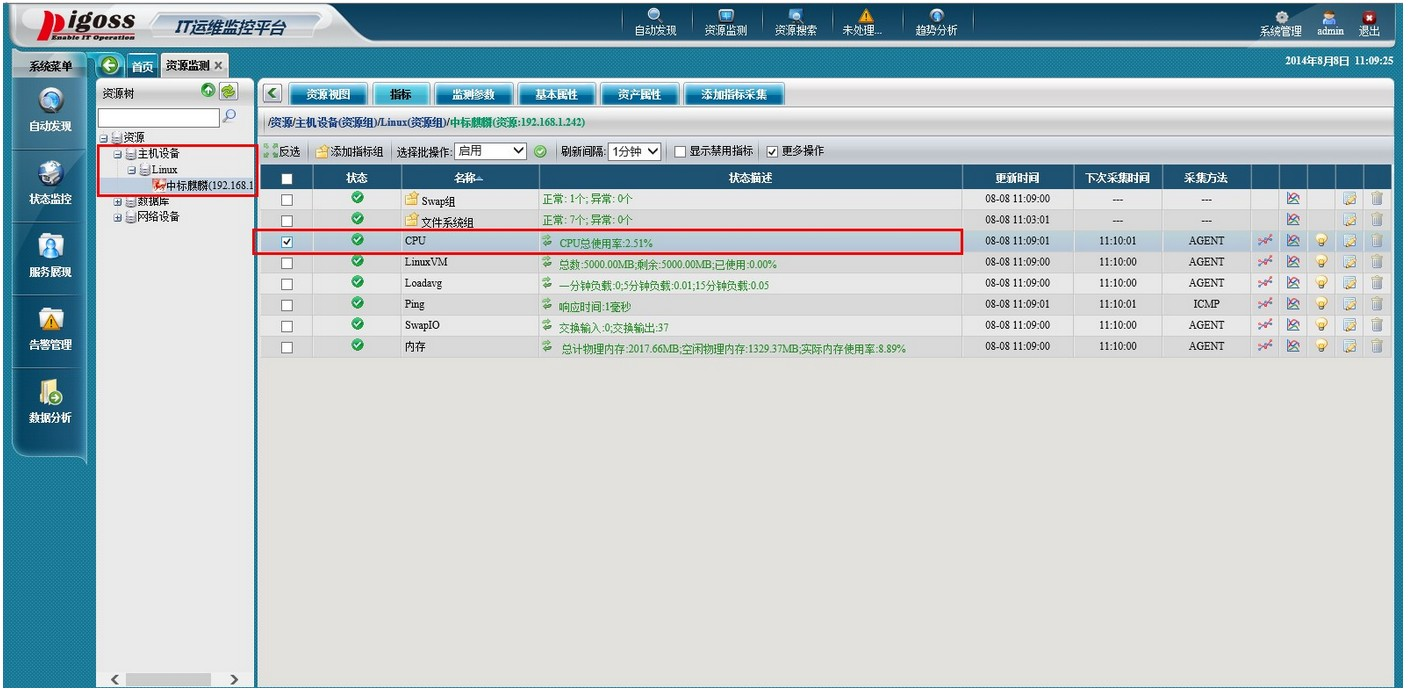 Pigoss
Enable IT Operation
IT运维监控平台
自动发现
资源监测
资源搜索
未处理...
趋势分析
系统管理
admin
退出
系统菜单
首页
资源监测
2014年8月8日 11:09:25
自动发现
状态监控
服务展现
告警管理
数据分析
资源树
资源
主机设备
Linux
中标麒麟(192.168.1
数据库
网络设备
资源视图 指标 监测参数 基本属性 资产属性 添加指标采集
/资源/主机设备(资源组)/Linux(资源组)/中标麒麟(资源:192.168.1.242)
反选 添加指标组 选择批操作: 启用 刷新间隔: 1分钟 显示禁用指标 更多操作
状态 名称 状态描述 更新时间 下次采集时间 采集方法
Swap组 正常: 1个; 异常: 0个 08-08 11:09:00 --- ---
文件系统组 正常: 7个; 异常: 0个 08-08 11:03:01 --- ---
CPU CPU总使用率:2.51% 08-08 11:09:01 11:10:01 AGENT
LinuxVM 总数:5000.00MB;剩余:5000.00MB;已使用:0.00% 08-08 11:09:00 11:10:00 AGENT
Loadavg 一分钟负载:0;5分钟负载:0.01;15分钟负载:0.05 08-08 11:09:00 11:10:00 AGENT
Ping 响应时间:1毫秒 08-08 11:09:01 11:10:01 ICMP
SwapIO 交换输入:0;交换输出:37 08-08 11:09:00 11:10:00 AGENT
内存 总计物理内存:2017.66MB;空闲物理内存:1329.37MB;实际内存使用率:8.89% 08-08 11:09:00 11:10:00 AGENT